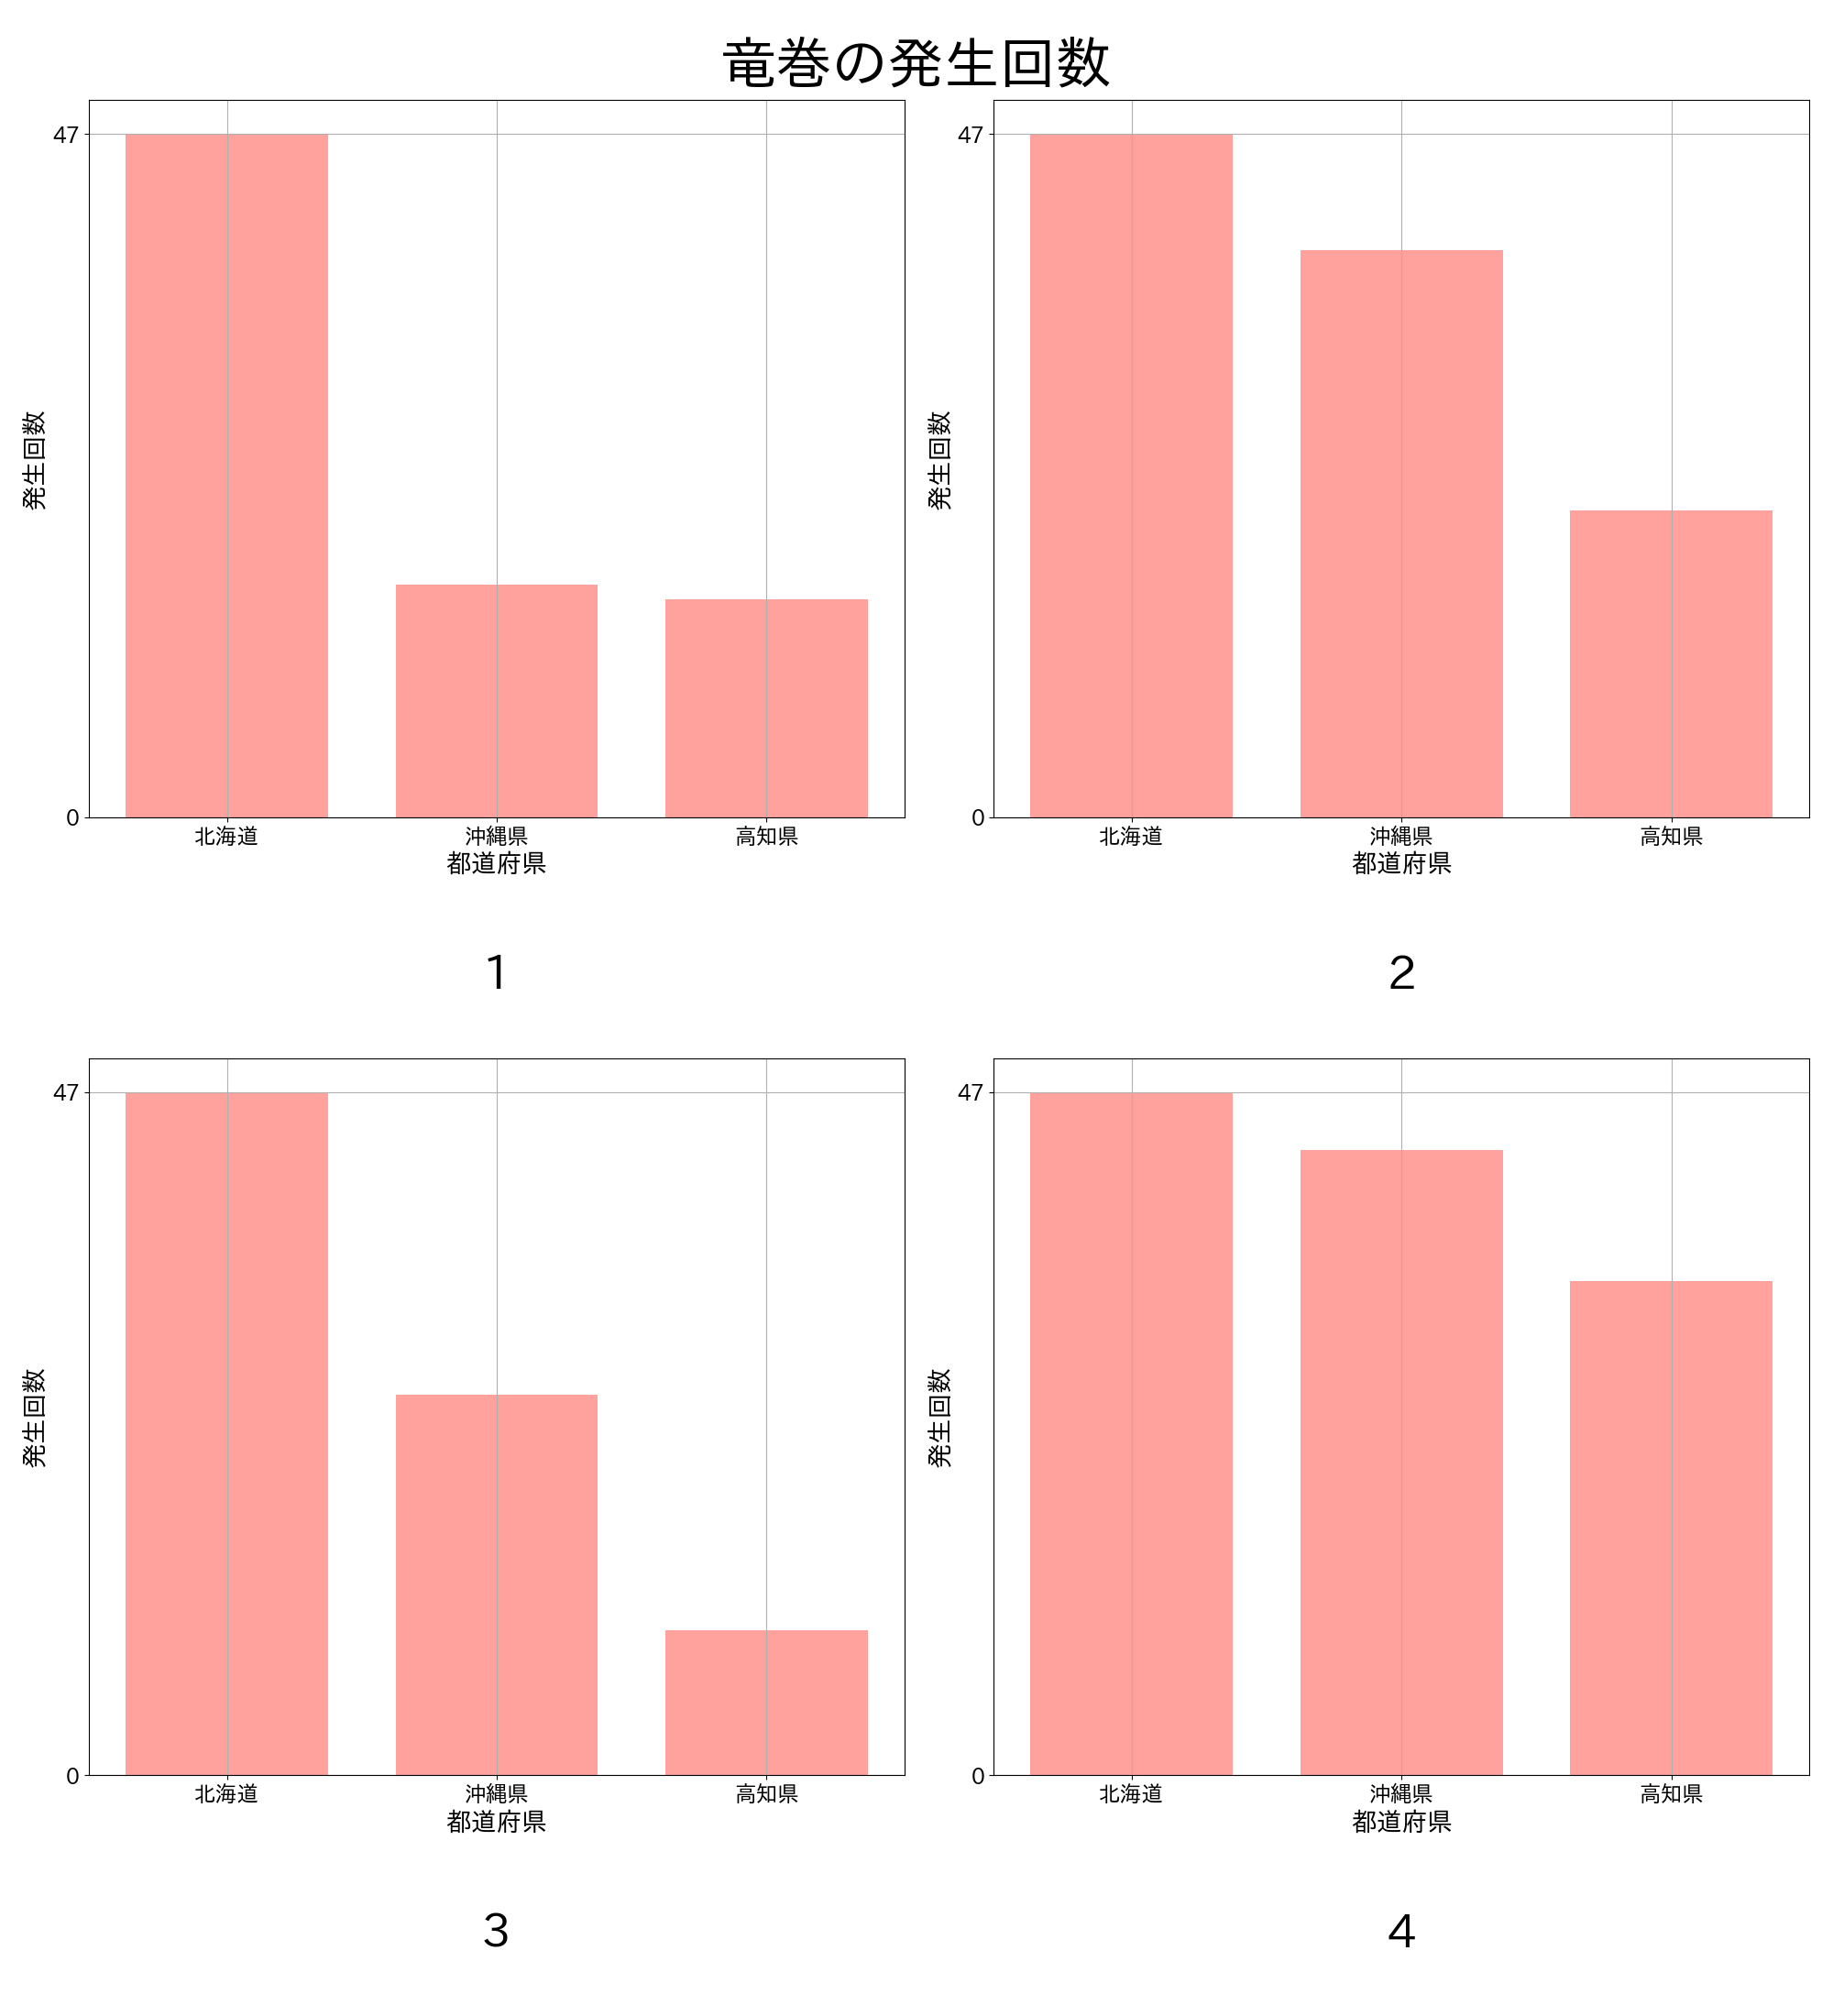 竜巻の発生回数
47
0
発生回数
北海道 沖縄県 高知県
都道府県
1
47
0
発生回数
北海道 沖縄県 高知県
都道府県
2
47
0
発生回数
北海道 沖縄県 高知県
都道府県
3
47
0
発生回数
北海道 沖縄県 高知県
都道府県
4